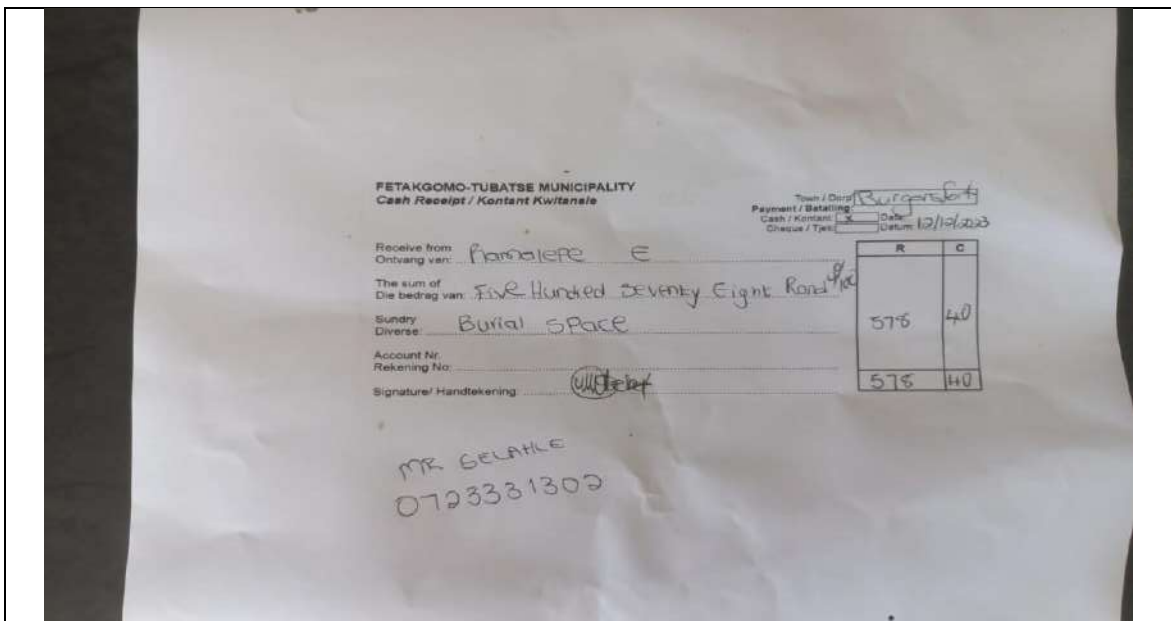 FETAKGOMO-TUBATSE MUNICIPALITY
Cash Receipt / Kontant Kwitansie
Town / Dorp Burgersfort
Payment / Betaling
Cash / Kontant x Date
Cheque / Tjek Datum 12/12/2023
R C
Receive from
Ontvang van: Ramalepe E
The sum of
Die bedrag van: Five Hundred Seventy Eight Rand
Sundry
Diverse: Burial Space 578 40
Account Nr.
Rekening No:
Signature/ Handtekening: 578 40
MR SELAHLE
0723331302